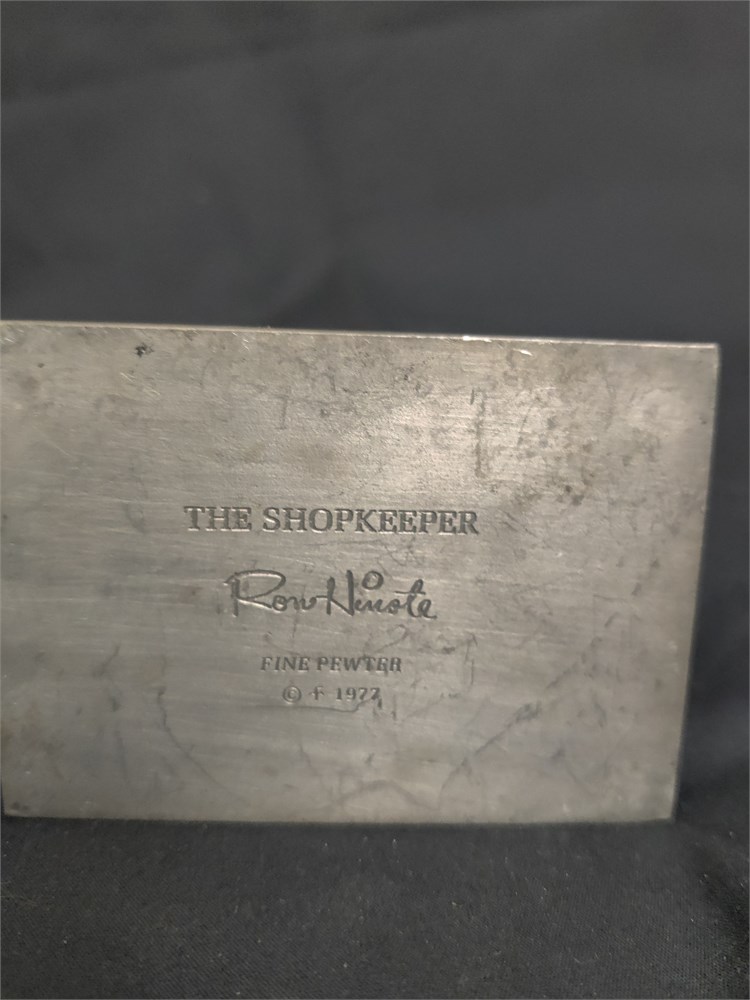 THE SHOPKEEPER
Ron Hinote
FINE PEWTER
© F 1977